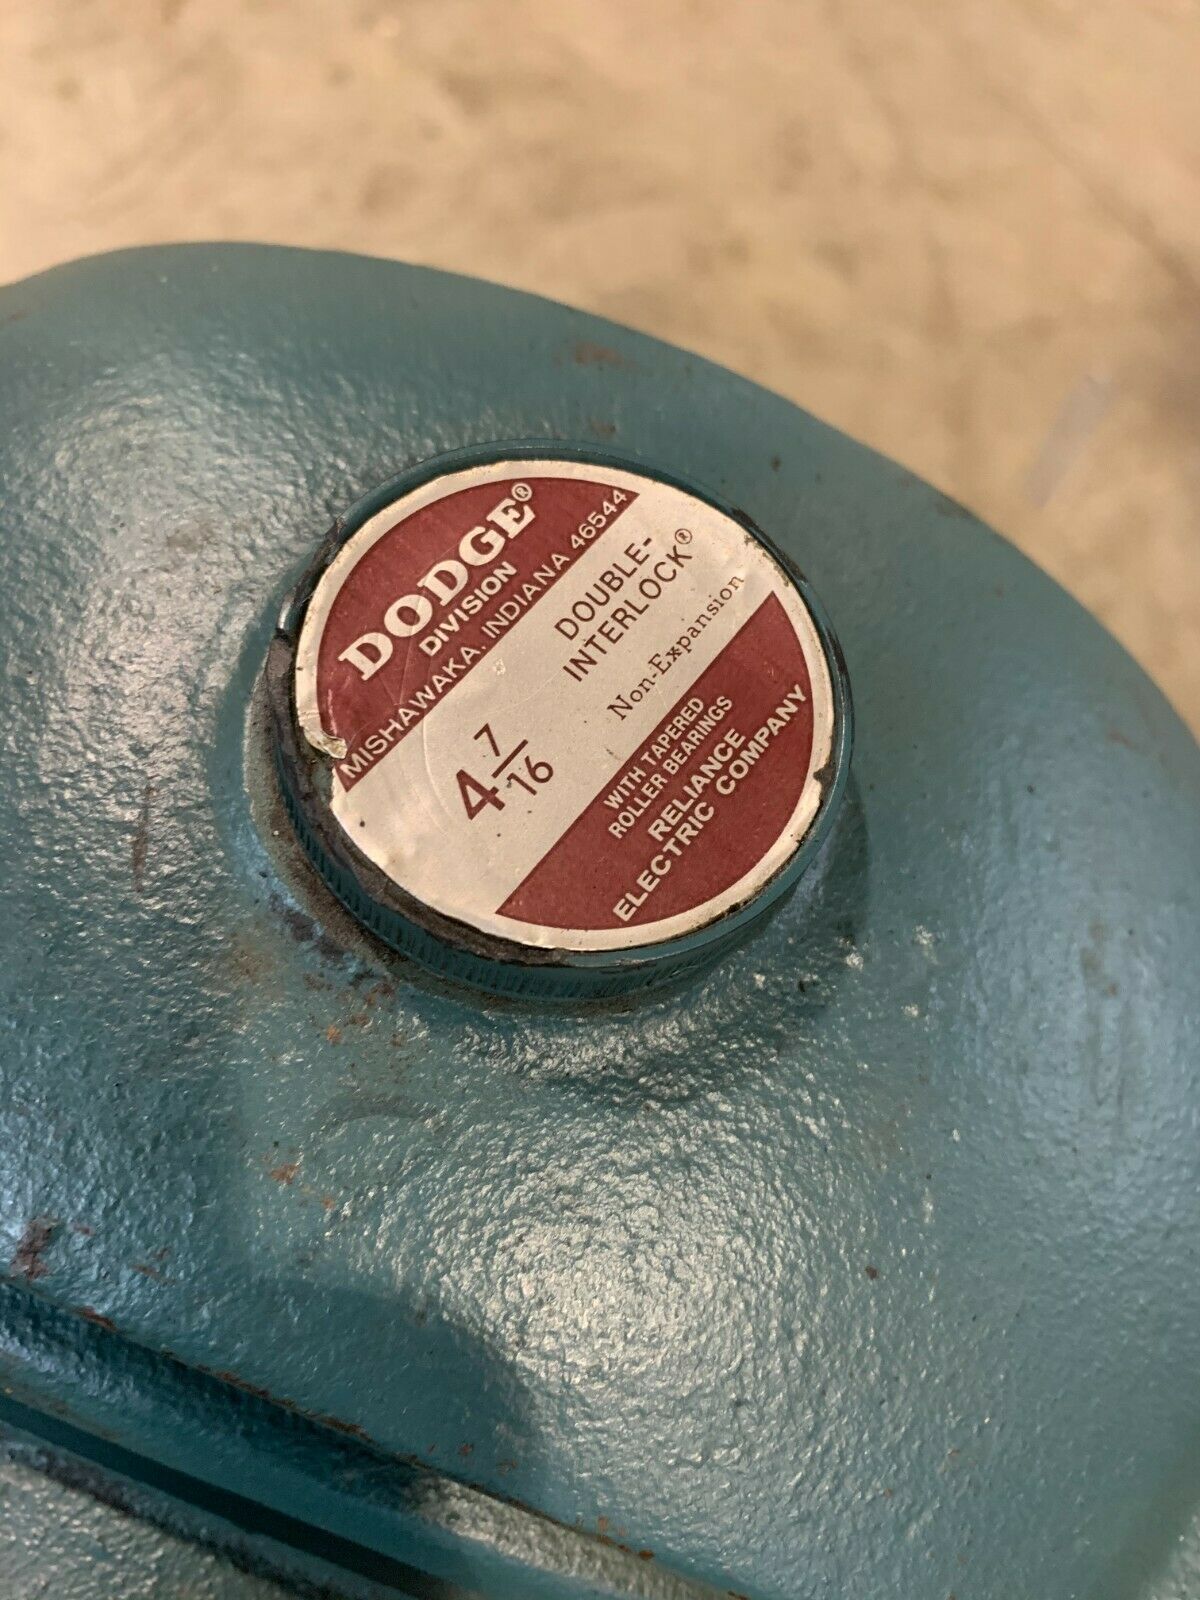 DODGE®
DIVISION
MISHAWAKA, INDIANA 46544
4 7/16
DOUBLE-
INTERLOCK®
Non-Expansion
WITH TAPERED
ROLLER BEARINGS
RELIANCE
ELECTRIC COMPANY